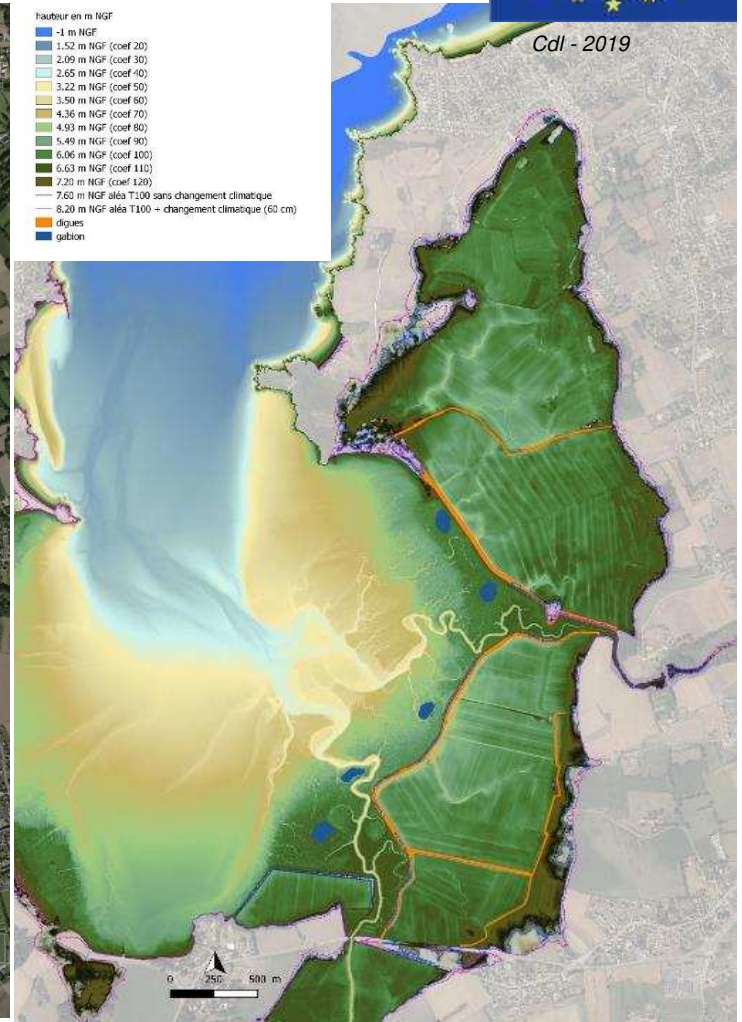 hauteur en m NGF
-1 m NGF
1.52 m NGF (coef 20)
2.09 m NGF (coef 30)
2.65 m NGF (coef 40)
3.22 m NGF (coef 50)
3.50 m NGF (coef 60)
4.36 m NGF (coef 70)
4.93 m NGF (coef 80)
5.49 m NGF (coef 90)
6.06 m NGF (coef 100)
6.63 m NGF (coef 110)
7.20 m NGF (coef 120)
7.60 m NGF aléa T100 sans changement climatique
8.20 m NGF aléa T100 + changement climatique (60 cm)
digues
gabion
Cdl - 2019
0 250 500 m